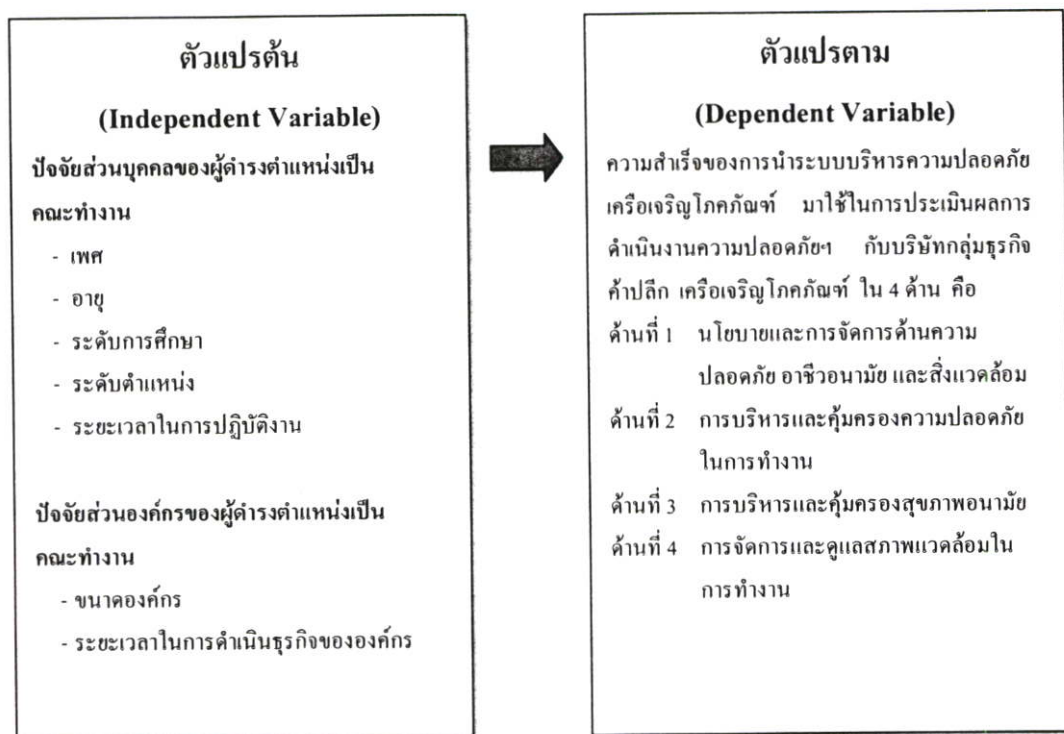 ตัวแปรต้น
(Independent Variable)
ปัจจัยส่วนบุคคลของผู้ดำรงตำแหน่งเป็น
คณะทำงาน
- เพศ
- อายุ
- ระดับการศึกษา
- ระดับตำแหน่ง
- ระยะเวลาในการปฏิบัติงาน
ปัจจัยส่วนองค์กรของผู้ดำรงตำแหน่งเป็น
คณะทำงาน
- ขนาดองค์กร
- ระยะเวลาในการดำเนินธุรกิจขององค์กร
ตัวแปรตาม
(Dependent Variable)
ความสำเร็จของการนำระบบบริหารความปลอดภัย
เครือเจริญโภคภัณฑ์ มาใช้ในการประเมินผลการ
ดำเนินงานความปลอดภัยฯ กับบริษัทกลุ่มธุรกิจ
ค้าปลีก เครือเจริญโภคภัณฑ์ ใน 4 ด้าน คือ
ด้านที่ 1 นโยบายและการจัดการด้านความ
ปลอดภัย อาชีวอนามัย และสิ่งแวดล้อม
ด้านที่ 2 การบริหารและคุ้มครองความปลอดภัย
ในการทำงาน
ด้านที่ 3 การบริหารและคุ้มครองสุขภาพอนามัย
ด้านที่ 4 การจัดการและดูแลสภาพแวดล้อมใน
การทำงาน